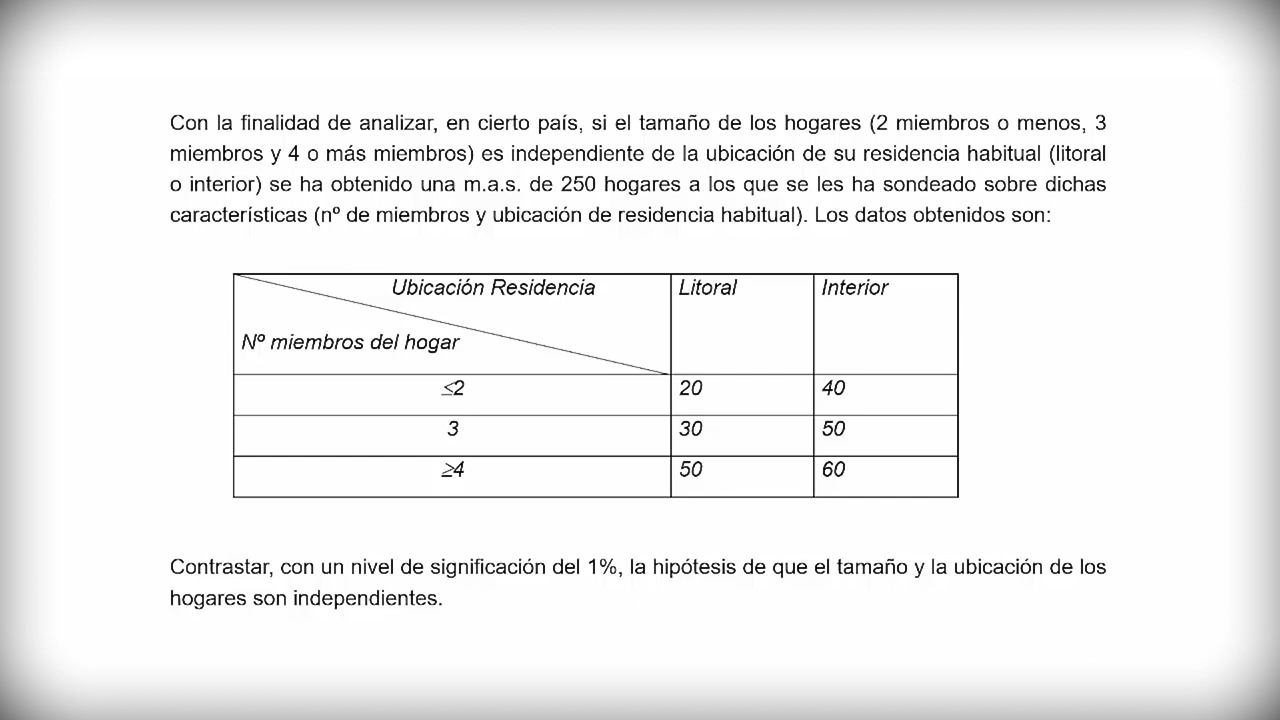 Con la finalidad de analizar, en cierto país, si el tamaño de los hogares (2 miembros o menos, 3
miembros y 4 o más miembros) es independiente de la ubicación de su residencia habitual (litoral
o interior) se ha obtenido una m.a.s. de 250 hogares a los que se les ha sondeado sobre dichas
características (nº de miembros y ubicación de residencia habitual). Los datos obtenidos son:
Ubicación Residencia Litoral Interior
Nº miembros del hogar
≤2 20 40
3 30 50
≥4 50 60
Contrastar, con un nivel de significación del 1%, la hipótesis de que el tamaño y la ubicación de los
hogares son independientes.